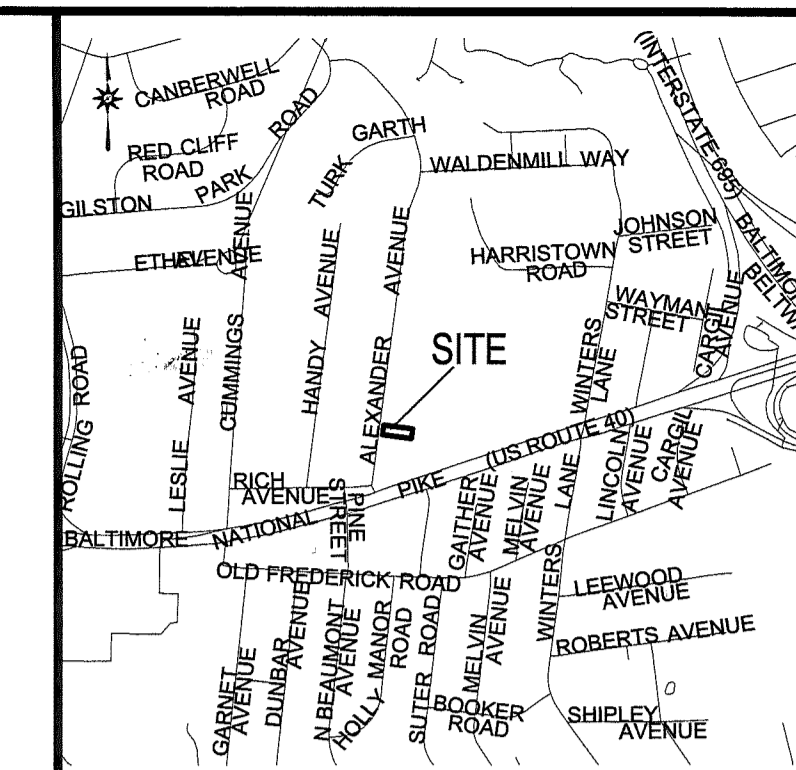 CANBERWELL
ROAD
RED CLIFF
ROAD
GILSTON
PARK
ROAD
TURK
GARTH
WALDENMILL WAY
(INTERSTATE 695)
BALTIMORE
BELTWAY
JOHNSON
STREET
HARRISTOWN
ROAD
WAYMAN
STREET
CARGIL
AVENUE
ETHEL
AVENUE
CUMMINGS
AVENUE
HANDY
AVENUE
ALEXANDER
AVENUE
LESLIE
AVENUE
ROLLING ROAD
SITE
WINTERS
LANE
RICH
AVENUE
PINE
STREET
BALTIMORE
NATIONAL
PIKE
(US ROUTE 40)
GAITHER
AVENUE
MELVIN
AVENUE
LINCOLN
AVENUE
CARGIL
AVENUE
OLD FREDERICK ROAD
WINTERS
LANE
LEEWOOD
AVENUE
ROBERTS AVENUE
GARNET
AVENUE
DUNBAR
AVENUE
N BEAUMONT
AVENUE
HOLLY MANOR
ROAD
SUTER ROAD
MELVIN
AVENUE
BOOKER
ROAD
SHIPLEY
AVENUE